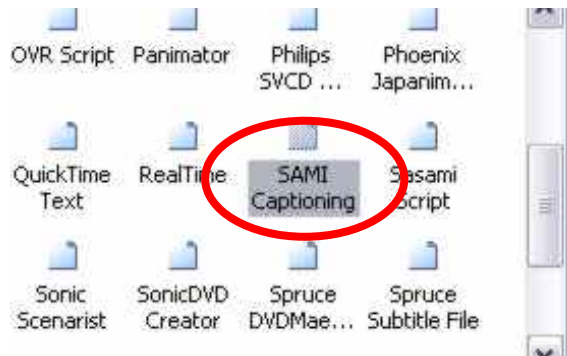 OVR Script Panimator Philips Phoenix
SVCD ... Japanim...
QuickTime RealTime SAMI Sasami
Text Captioning Script
Sonic SonicDVD Spruce Spruce
Scenarist Creator DVDMae... Subtitle File